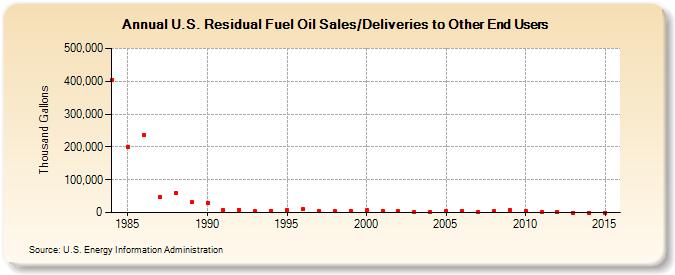 Annual U.S. Residual Fuel Oil Sales/Deliveries to Other End Users
Thousand Gallons
500,000
400,000
300,000
200,000
100,000
0
1985 1990 1995 2000 2005 2010 2015
Source: U.S. Energy Information Administration